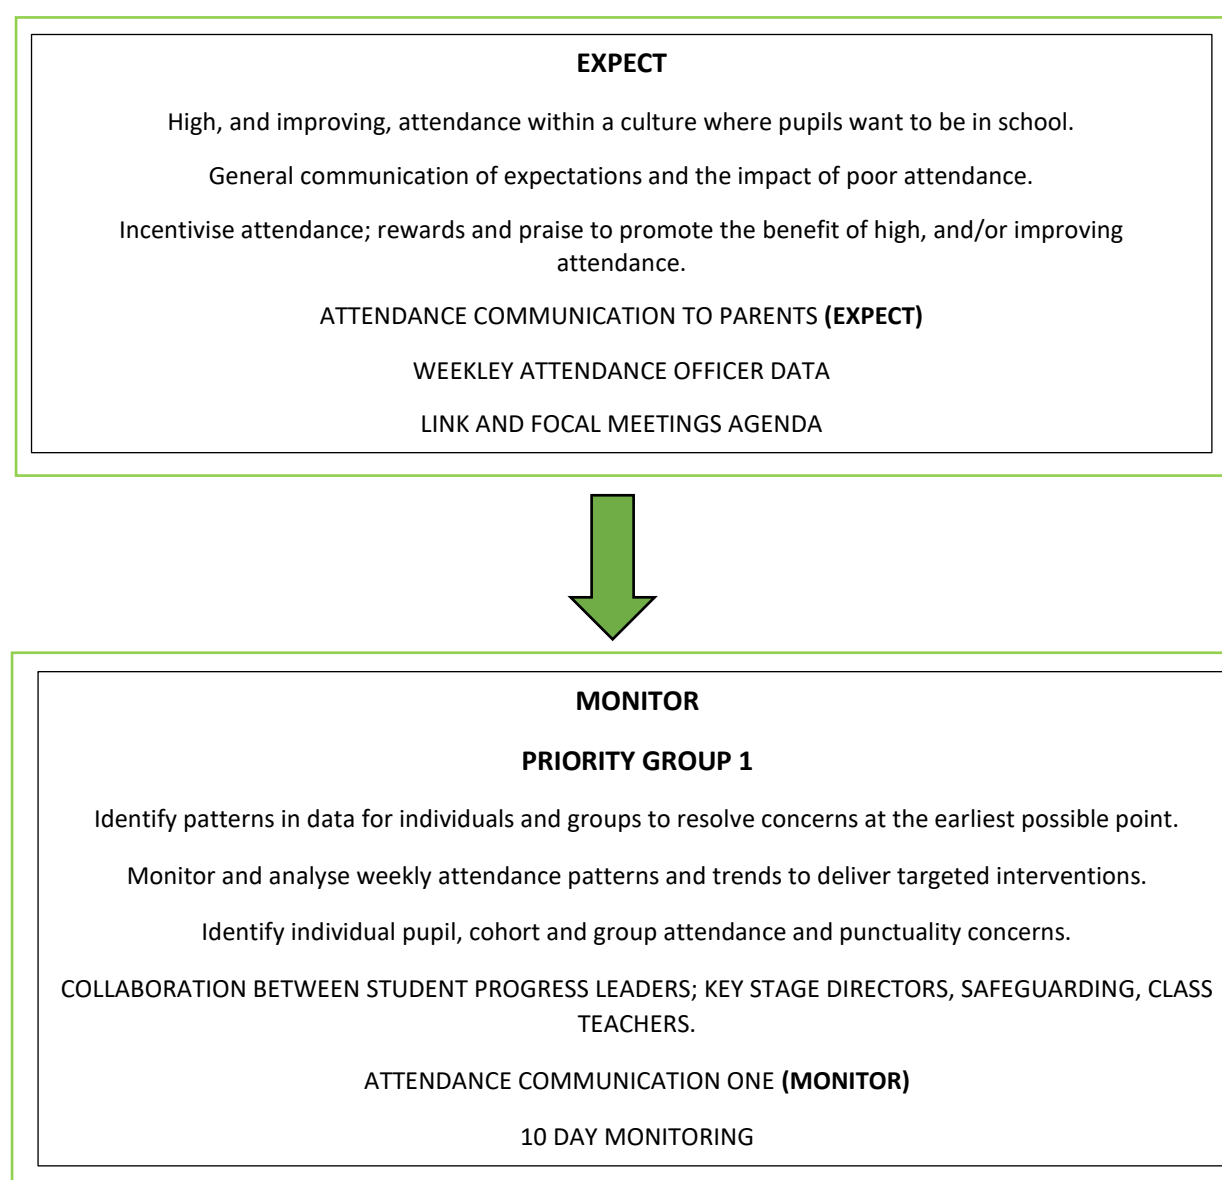 EXPECT
High, and improving, attendance within a culture where pupils want to be in school.
General communication of expectations and the impact of poor attendance.
Incentivise attendance; rewards and praise to promote the benefit of high, and/or improving
attendance.
ATTENDANCE COMMUNICATION TO PARENTS (EXPECT)
WEEKLEY ATTENDANCE OFFICER DATA
LINK AND FOCAL MEETINGS AGENDA
MONITOR
PRIORITY GROUP 1
Identify patterns in data for individuals and groups to resolve concerns at the earliest possible point.
Monitor and analyse weekly attendance patterns and trends to deliver targeted interventions.
Identify individual pupil, cohort and group attendance and punctuality concerns.
COLLABORATION BETWEEN STUDENT PROGRESS LEADERS; KEY STAGE DIRECTORS, SAFEGUARDING, CLASS
TEACHERS.
ATTENDANCE COMMUNICATION ONE (MONITOR)
10 DAY MONITORING